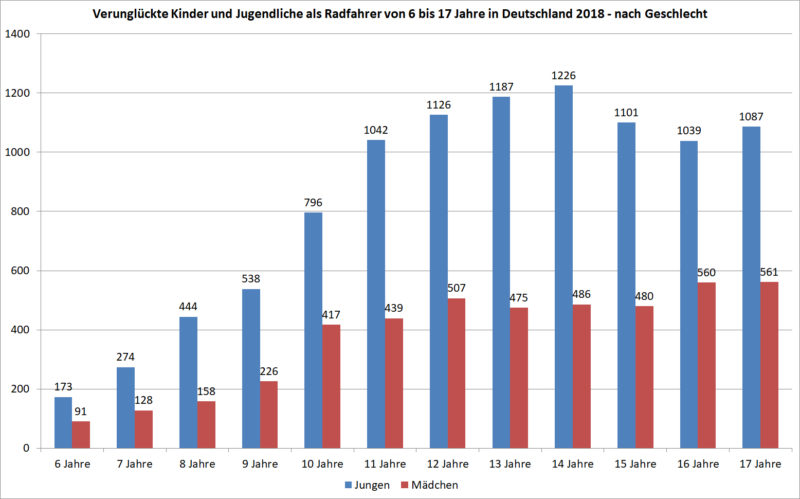 Verunglückte Kinder und Jugendliche als Radfahrer von 6 bis 17 Jahre in Deutschland 2018 - nach Geschlecht
1400
1200
1000
800
600
400
200
0
173
91
274
128
444
158
538
226
796
417
1042
439
1126
507
1187
475
1226
486
1101
480
1039
560
1087
561
6 Jahre
7 Jahre
8 Jahre
9 Jahre
10 Jahre
11 Jahre
12 Jahre
13 Jahre
14 Jahre
15 Jahre
16 Jahre
17 Jahre
Jungen
Mädchen